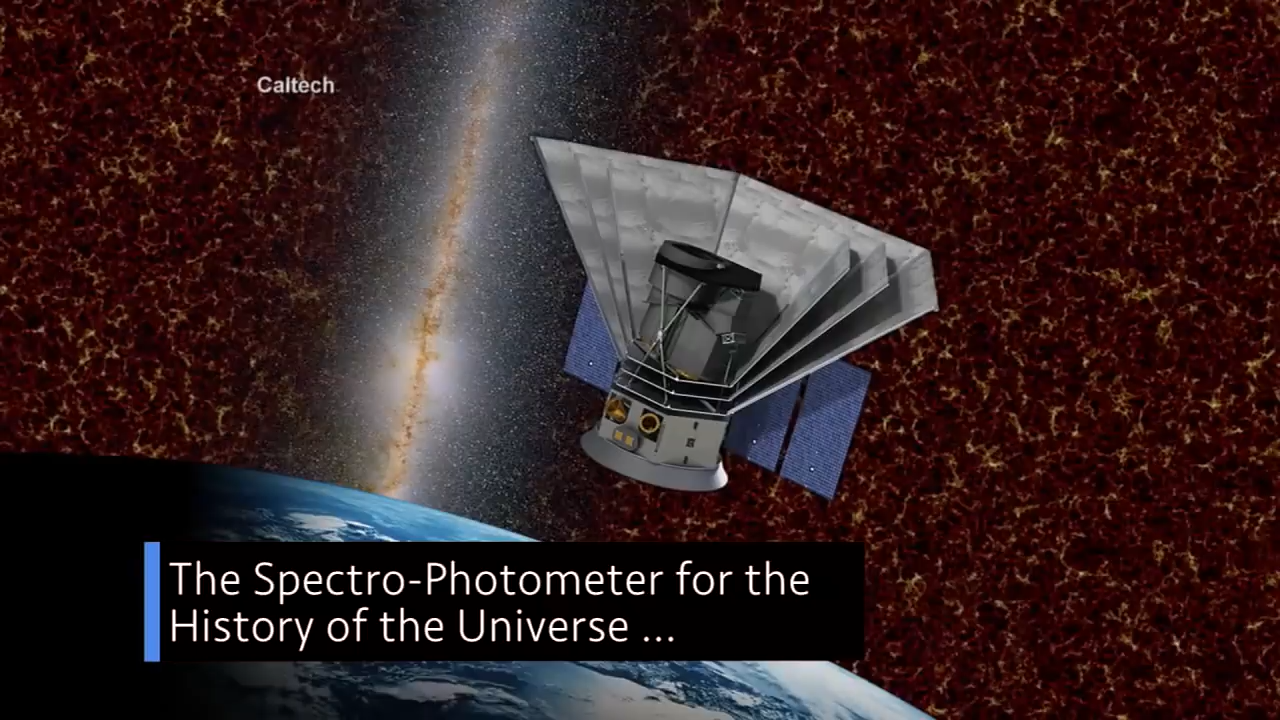 Caltech
The Spectro-Photometer for the
History of the Universe ...